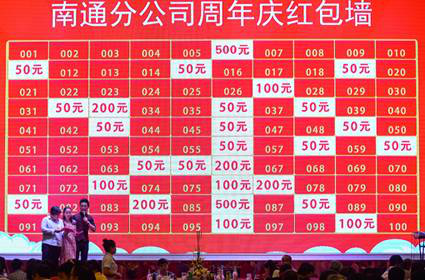 南通分公司周年庆红包墙
001 002 003 004 005 500元 007 008 009 010
50元 012 013 014 50元 016 017 018 50元 020
021 022 023 024 025 026 100元 028 029 030
031 50元 200元 034 035 50元 037 50元 039 040
041 042 50元 044 045 50元 047 048 50元 050
051 052 053 054 055 50元 057 50元 059 50元
061 062 063 50元 50元 200元 067 068 069 070
071 072 100元 074 075 100元 200元 078 079 080
50元 082 083 200元 085 500元 087 088 50元 090
091 093 094 095 100元 097 098 100元 100